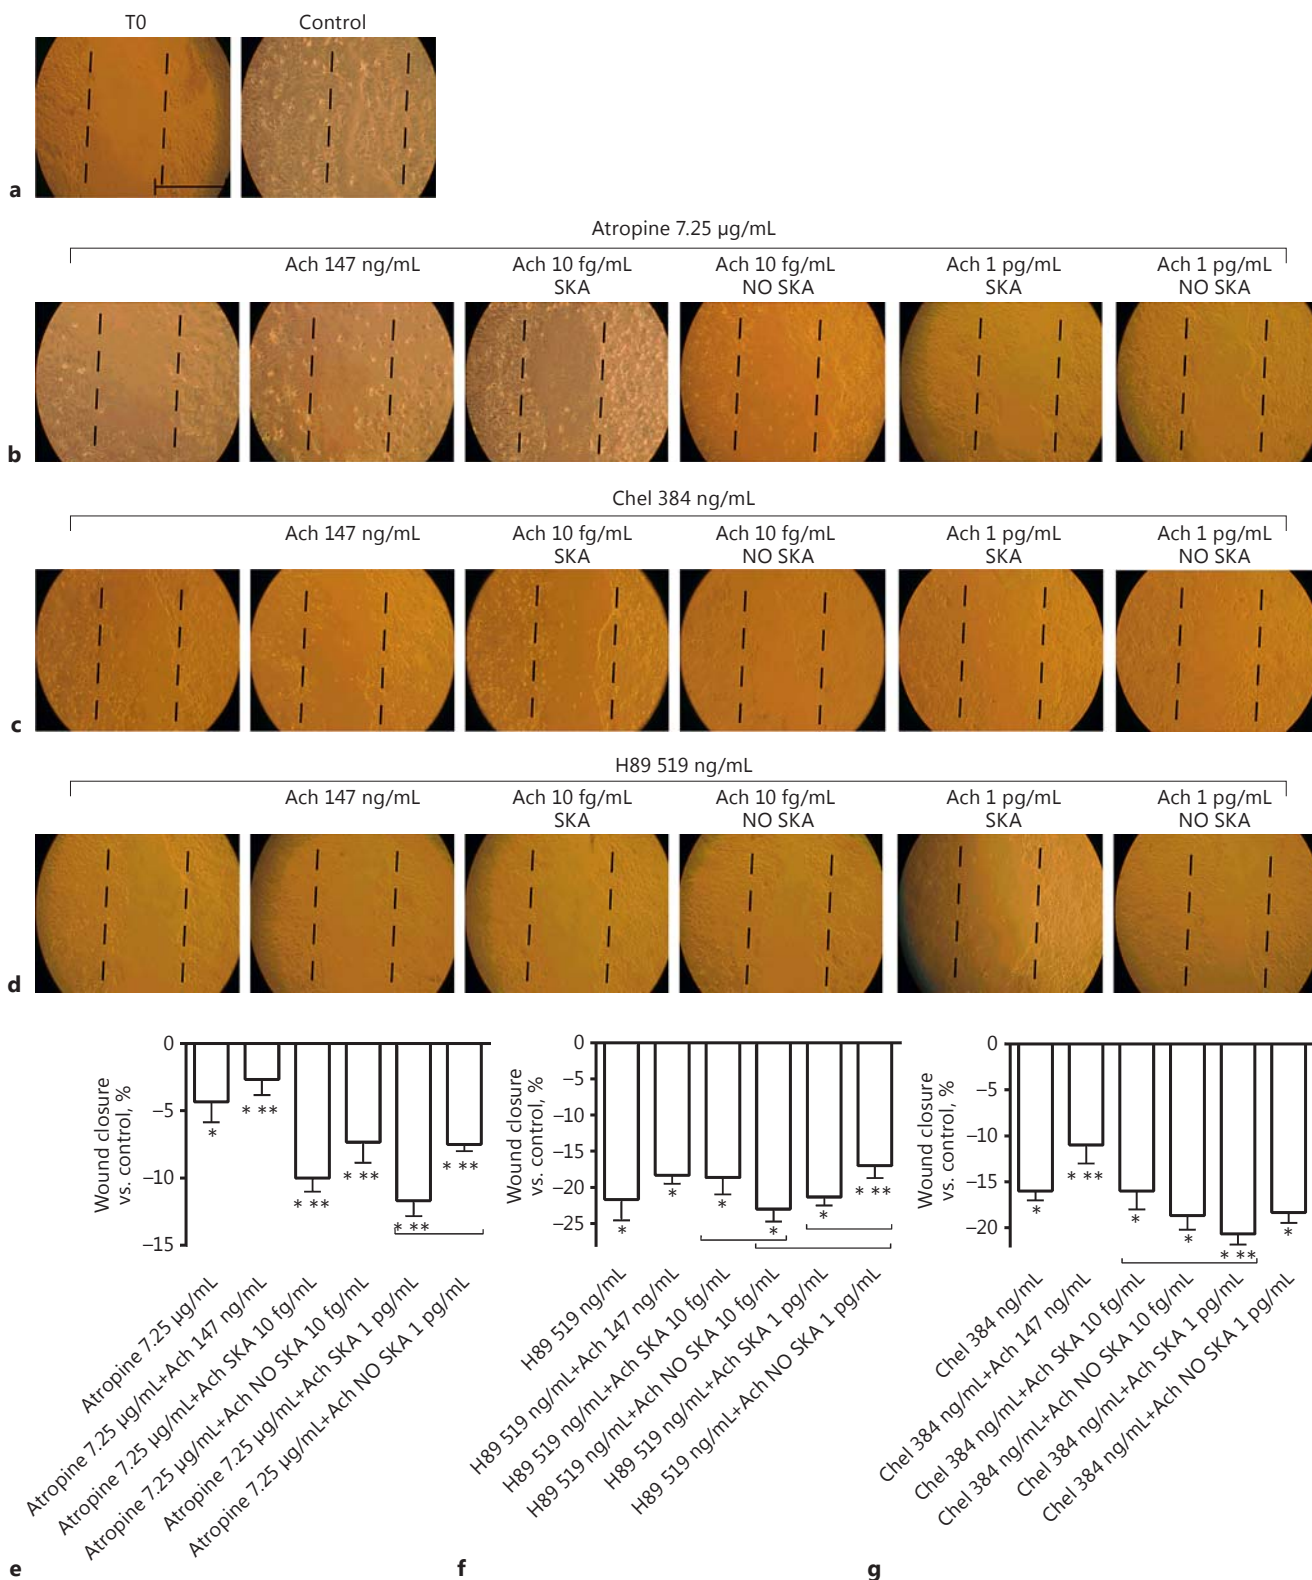 T0 Control
a
Atropine 7.25 µg/mL
Ach 147 ng/mL Ach 10 fg/mL Ach 10 fg/mL Ach 1 pg/mL Ach 1 pg/mL
SKA NO SKA SKA NO SKA
b
Chel 384 ng/mL
Ach 147 ng/mL Ach 10 fg/mL Ach 10 fg/mL Ach 1 pg/mL Ach 1 pg/mL
SKA NO SKA SKA NO SKA
c
H89 519 ng/mL
Ach 147 ng/mL Ach 10 fg/mL Ach 10 fg/mL Ach 1 pg/mL Ach 1 pg/mL
SKA NO SKA SKA NO SKA
d
Wound closure
vs. control, %
0
–5
–10
–15
*
* **
* **
* **
* **
* **
Atropine 7.25 µg/mL
Atropine 7.25 µg/mL+Ach 147 ng/mL
Atropine 7.25 µg/mL+Ach SKA 10 fg/mL
Atropine 7.25 µg/mL+Ach NO SKA 10 fg/mL
Atropine 7.25 µg/mL+Ach SKA 1 pg/mL
Atropine 7.25 µg/mL+Ach NO SKA 1 pg/mL
e
Wound closure
vs. control, %
0
–5
–10
–15
–20
–25
*
*
*
*
*
* **
H89 519 ng/mL
H89 519 ng/mL+Ach 147 ng/mL
H89 519 ng/mL+Ach SKA 10 fg/mL
H89 519 ng/mL+Ach NO SKA 10 fg/mL
H89 519 ng/mL+Ach SKA 1 pg/mL
H89 519 ng/mL+Ach NO SKA 1 pg/mL
f
Wound closure
vs. control, %
0
–5
–10
–15
–20
*
* **
*
*
* **
*
Chel 384 ng/mL
Chel 384 ng/mL+Ach 147 ng/mL
Chel 384 ng/mL+Ach SKA 10 fg/mL
Chel 384 ng/mL+Ach NO SKA 10 fg/mL
Chel 384 ng/mL+Ach SKA 1 pg/mL
Chel 384 ng/mL+Ach NO SKA 1 pg/mL
g